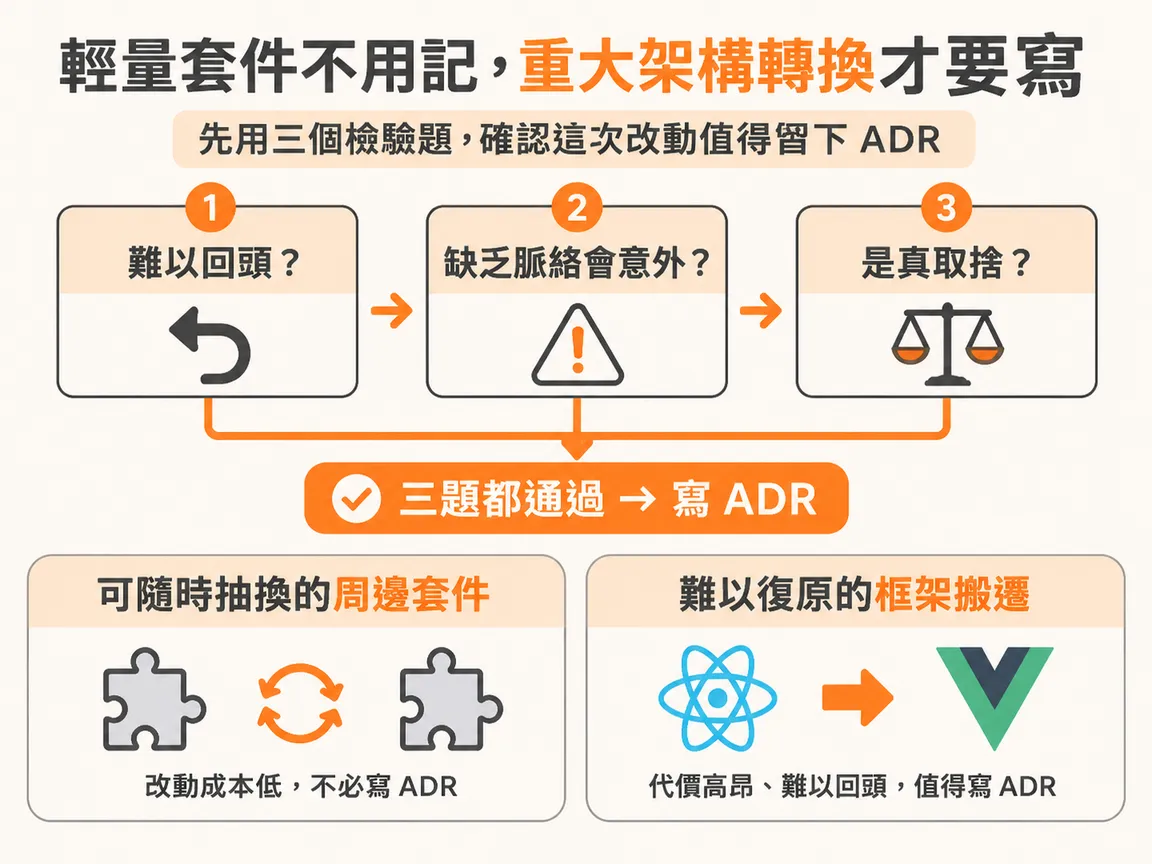 輕量套件不用記，重大架構轉換才要寫
先用三個檢驗題，確認這次改動值得留下 ADR
1
難以回頭？
2
缺乏脈絡會意外？
3
是真取捨？
三題都通過 → 寫 ADR
可隨時抽換的周邊套件
改動成本低，不必寫 ADR
難以復原的框架搬遷
代價高昂、難以回頭，值得寫 ADR